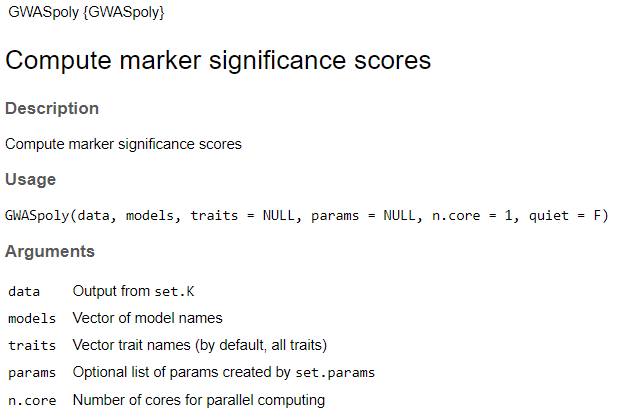 GWASpoly {GWASpoly}
Compute marker significance scores
Description
Compute marker significance scores
Usage
GWASpoly(data, models, traits = NULL, params = NULL, n.core = 1, quiet = F)
Arguments
data Output from set.K
models Vector of model names
traits Vector trait names (by default, all traits)
params Optional list of params created by set.params
n.core Number of cores for parallel computing